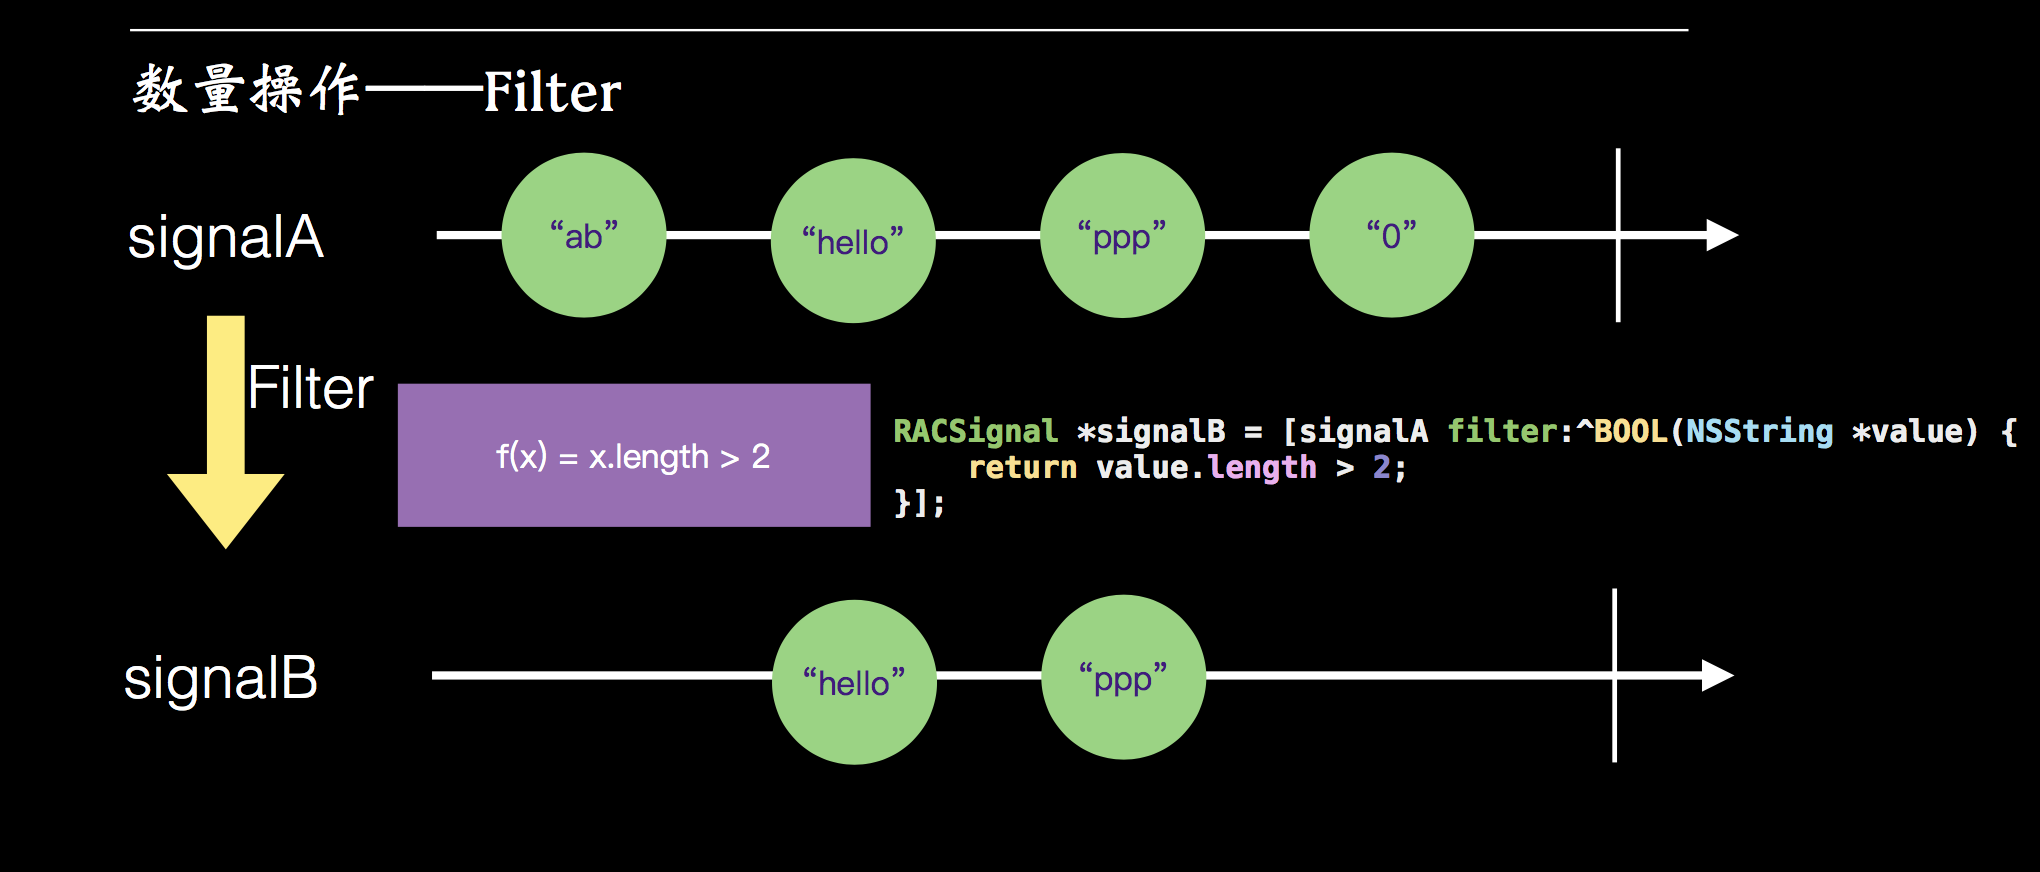 数量操作——Filter
signalA
“ab”
“hello”
“ppp”
“0”
Filter
f(x) = x.length > 2
RACSignal *signalB = [signalA filter:^BOOL(NSString *value) {
    return value.length > 2;
}];
signalB
“hello”
“ppp”